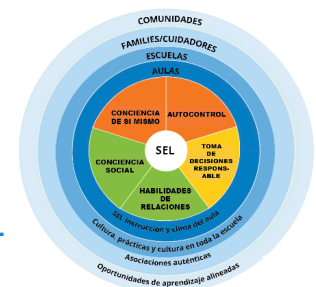 COMUNIDADES
FAMILIES/CUIDADORES
ESCUELAS
AULAS
CONCIENCIA
DE SI MISMO
AUTOCONTROL
SEL
CONCIENCIA
SOCIAL
TOMA
DE
DECISIONES
RESPONS-
ABLE
HABILIDADES
DE
RELACIONES
SEL instrucción y clima del aula
Cultura, prácticas y cultura en toda la escuela
Asociaciones auténticas
Oportunidades de aprendizaje alineadas